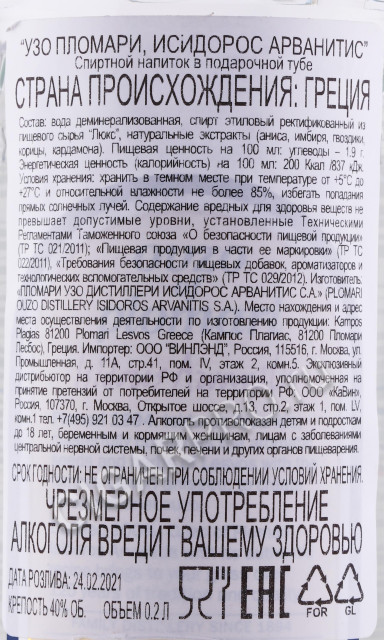 "УЗО ПЛОМАРИ, ИСИДОРОС АРВАНИТИС"
Спиртной напиток в подарочной тубе
СТРАНА ПРОИСХОЖДЕНИЯ: ГРЕЦИЯ
Состав: вода деминерализованная, спирт этиловый ректификованный из
пищевого сырья "Люкс", натуральные экстракты (аниса, имбиря, гвоздики,
корицы, кардамона). Пищевая ценность на 100 мл: углеводы – 1,9 г.
Энергетическая ценность (калорийность) на 100 мл: 200 Ккал /837 кДж.
Условия хранения: хранить в темном месте при температуре от +5°С до
+27°С и относительной влажности не более 85%, избегать попадания
прямых солнечных лучей. Содержание вредных для здоровья веществ не
превышает допустимые уровни, установленные Техническими
Регламентами Таможенного союза «О безопасности пищевой продукции»
(ТР ТС 021/2011); «Пищевая продукция в части ее маркировки» (ТР ТС
022/2011), «Требования безопасности пищевых добавок, ароматизаторов и
технологических вспомогательных средств» (ТР ТС 029/2012). Изготовитель:
«ПЛОМАРИ УЗО ДИСТИЛЛЕРИ ИСИДОРОС АРВАНИТИС С.А.» (PLOMARI
OUZO DISTILLERY ISIDOROS ARVANITIS S.A.). Место нахождения и адрес
места осуществления деятельности по изготовлению продукции: Kampos
Plagias 81200 Plomari Lesvos Greece (Кампос Плагиас, 81200 Пломари
Лесбос), Греция. Импортер: ООО "ВИНЛЭНД", Россия, 115516, г. Москва, ул.
Промышленная, д. 11А, стр.41, пом. IV, этаж 2, комн.5. Эксклюзивный
дистрибьютор на территории РФ и организация, уполномоченная на
принятие претензий от потребителей на территории РФ, ООО «КаВин»,
Россия, 107370, г. Москва, Открытое шоссе, стр.2, этаж 1, пом. LV,
комн.1 тел. +7(495) 921 03 47 . Алкоголь противопоказан детям и подросткам
до 18 лет, беременным и кормящим женщинам, лицам с заболеваниями
центральной нервной системы, почек, печени и других органов пищеварения.
СРОК ГОДНОСТИ: НЕ ОГРАНИЧЕН ПРИ СОБЛЮДЕНИИ УСЛОВИЙ ХРАНЕНИЯ.
ЧРЕЗМЕРНОЕ УПОТРЕБЛЕНИЕ
АЛКОГОЛЯ ВРЕДИТ ВАШЕМУ ЗДОРОВЬЮ
ДАТА РОЗЛИВА: 24.02.2021
КРЕПОСТЬ 40% ОБ. ОБЪЕМ 0.2 Л
EAC
FOR GL